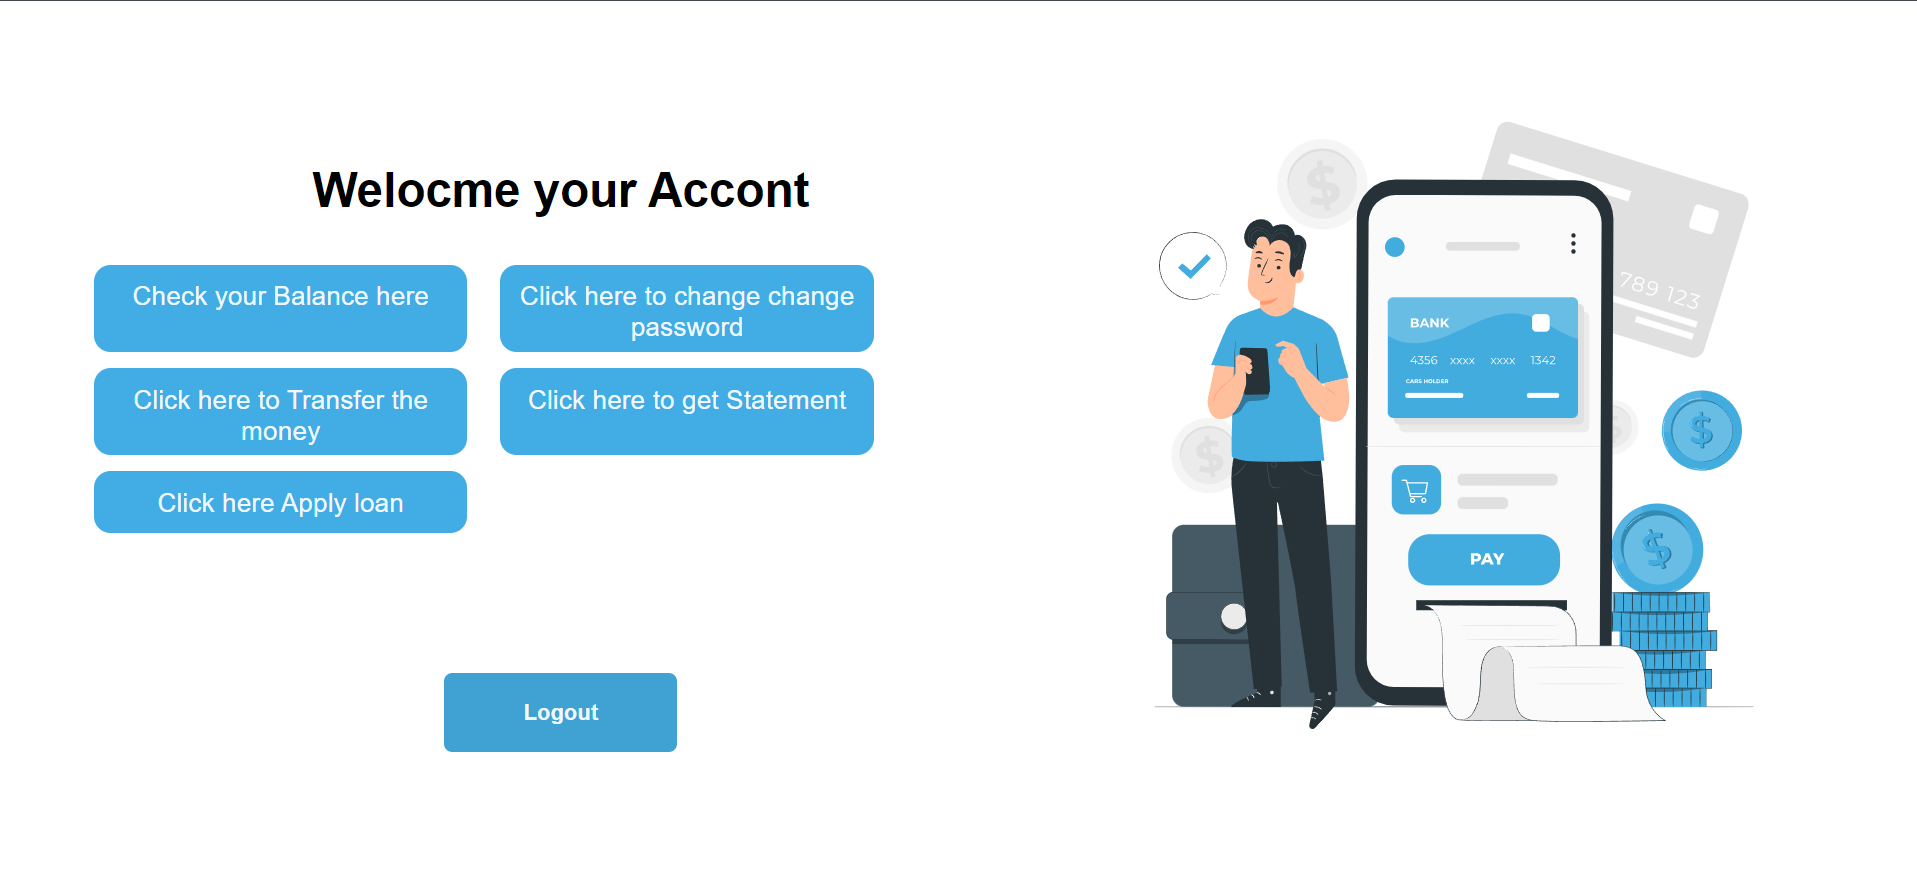 Welocme your Accont
Check your Balance here
Click here to change change
password
Click here to Transfer the
money
Click here to get Statement
Click here Apply loan
Logout
789 123
BANK
4356 xxxx xxxx 1342
CARS HOLDER
PAY
$
$
$
$
$